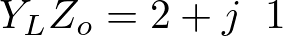 Y_L Z_o = 2 + j  1